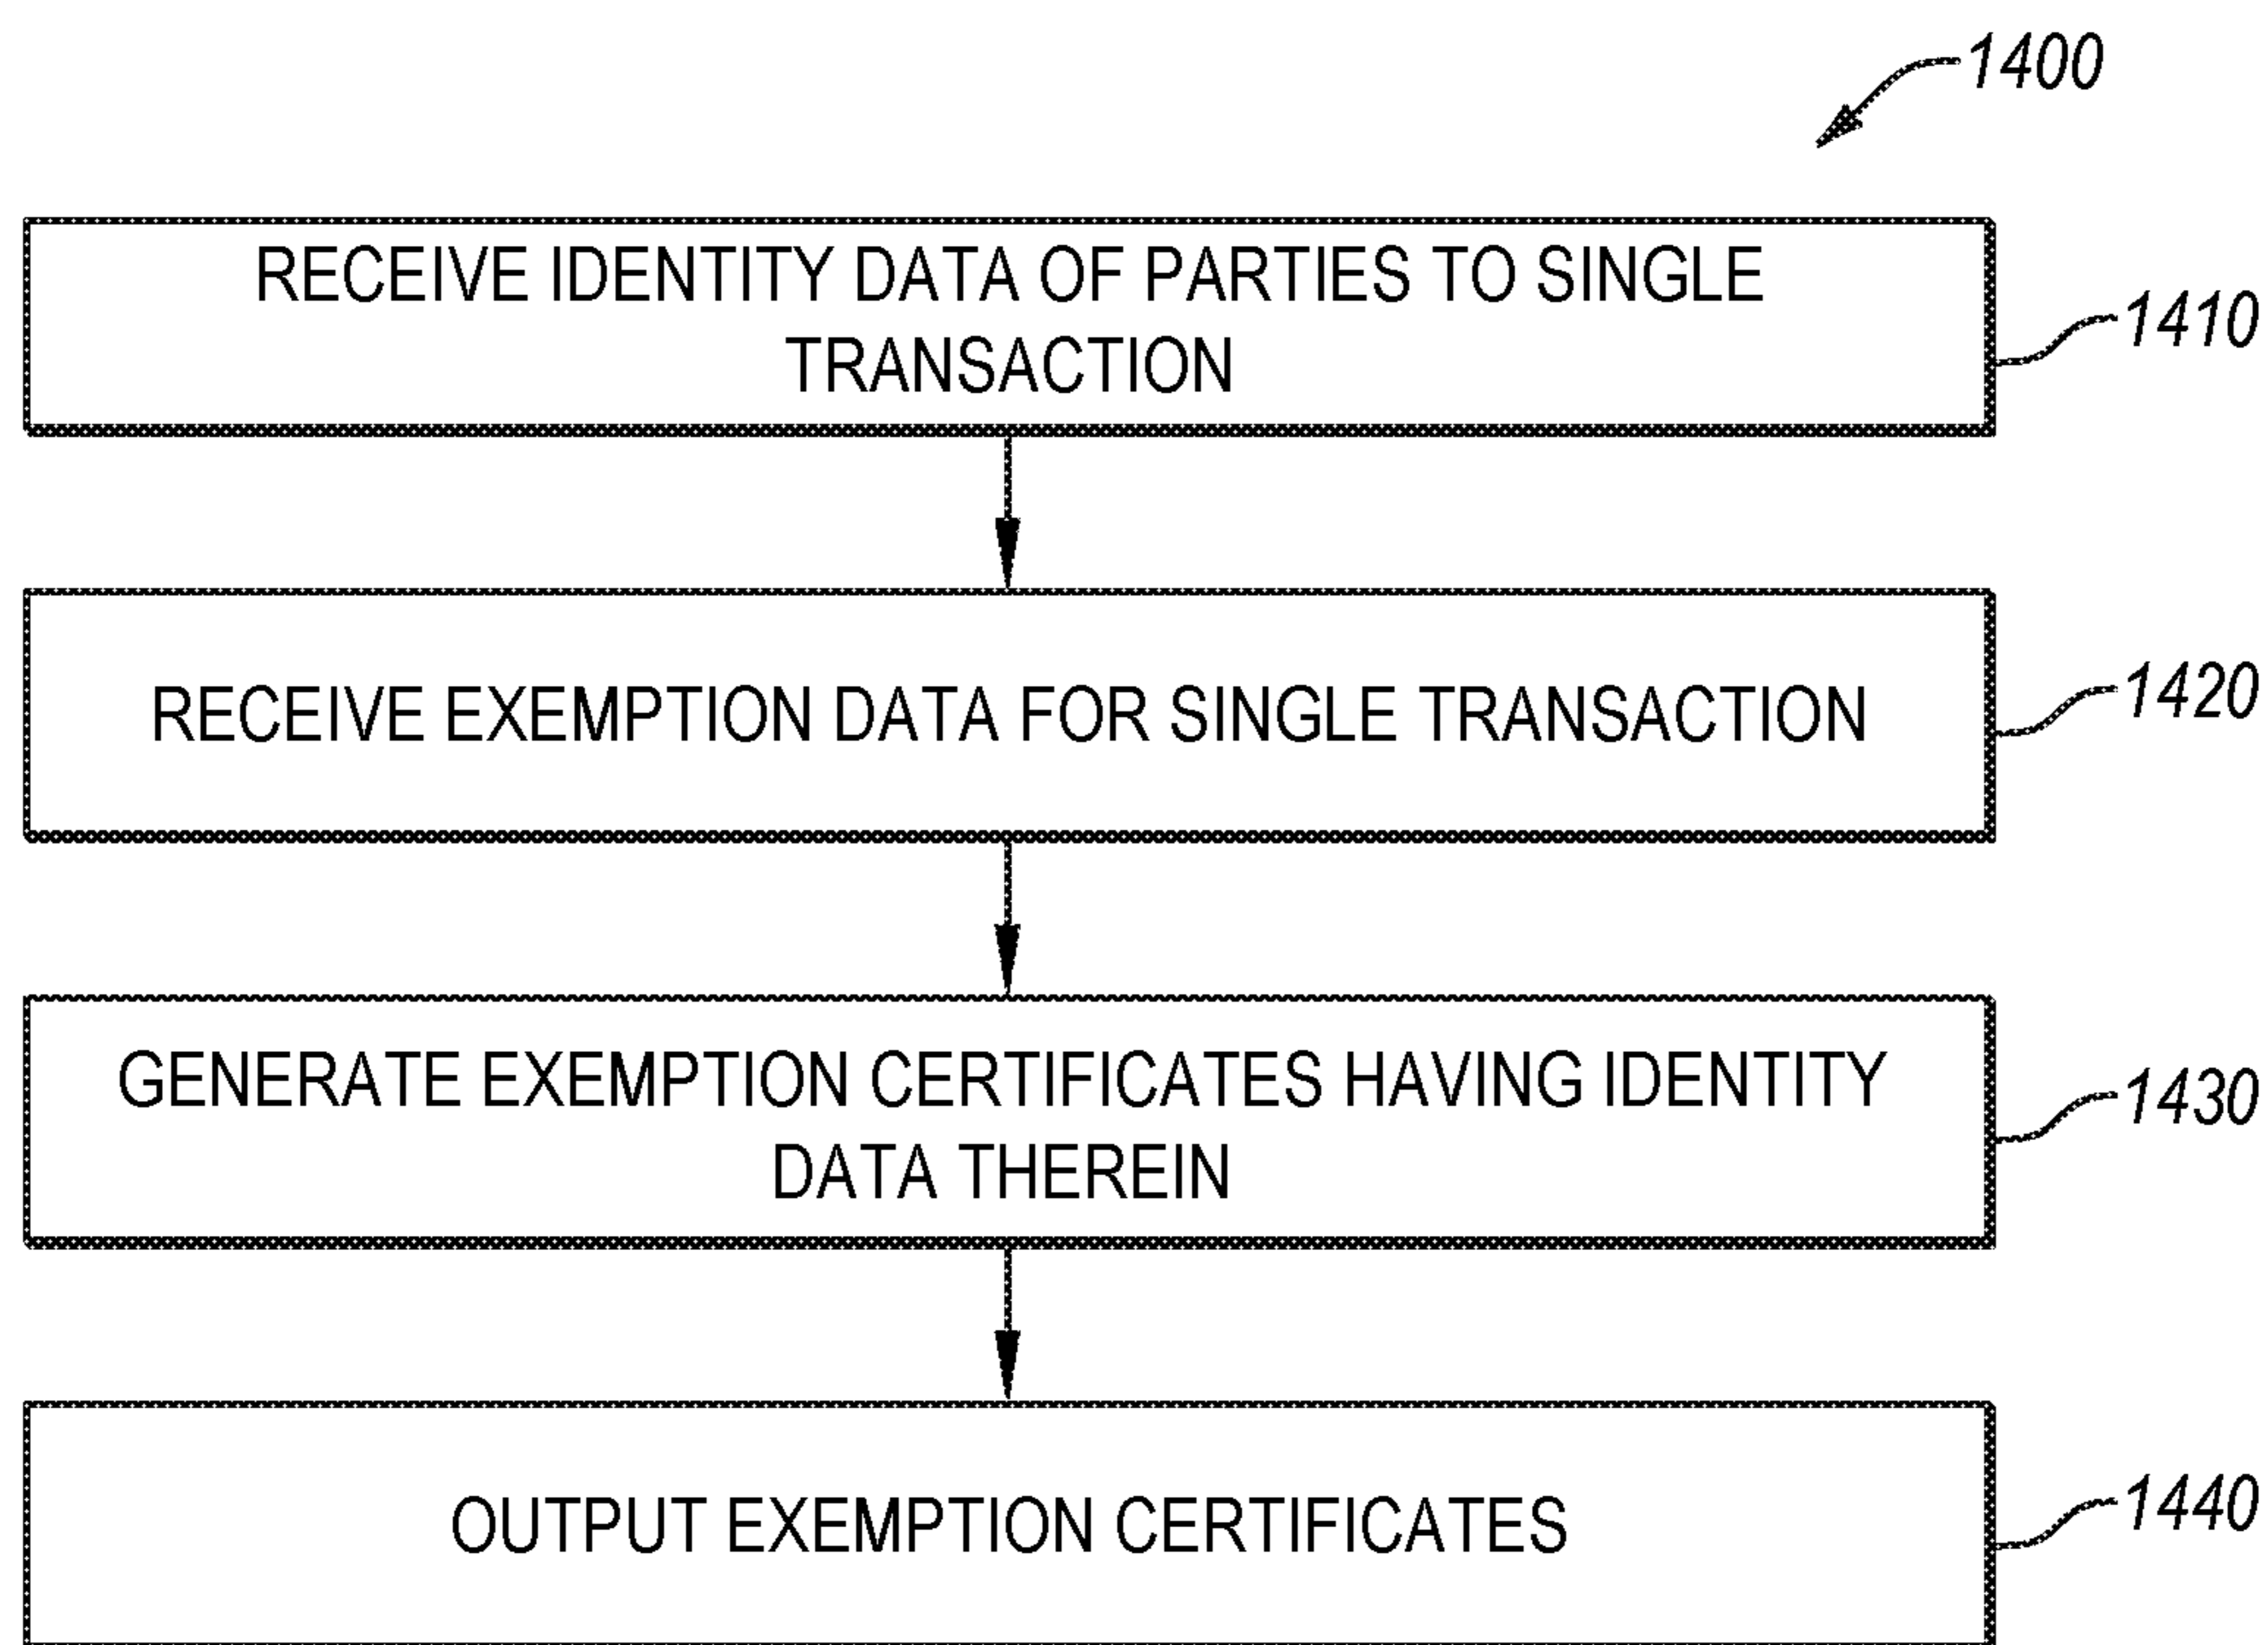 1400
RECEIVE IDENTITY DATA OF PARTIES TO SINGLE
TRANSACTION
1410
RECEIVE EXEMPTION DATA FOR SINGLE TRANSACTION
1420
GENERATE EXEMPTION CERTIFICATES HAVING IDENTITY
DATA THEREIN
1430
OUTPUT EXEMPTION CERTIFICATES
1440